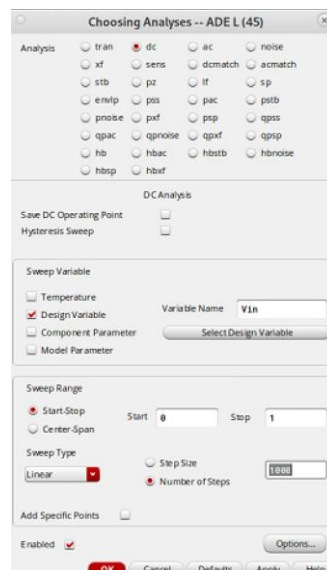 Choosing Analyses -- ADE L (45)
Analysis tran dc ac noise
xf sens dcmatch acmatch
stb pz lf sp
envlp pss pac pstb
pnoise pxf psp qpss
qpac qpnoise qpxf qpsp
hb hbac hbstb hbnoise
hbsp hbxf
DC Analysis
Save DC Operating Point
Hysteresis Sweep
Sweep Variable
Temperature
Design Variable Variable Name Vin
Component Parameter Select Design Variable
Model Parameter
Sweep Range
Start-Stop Start 0 Stop 1
Center-Span
Sweep Type
Step Size
Linear 1000
Number of Steps
Add Specific Points
Enabled Options...
OK Cancel Defaults Apply Help